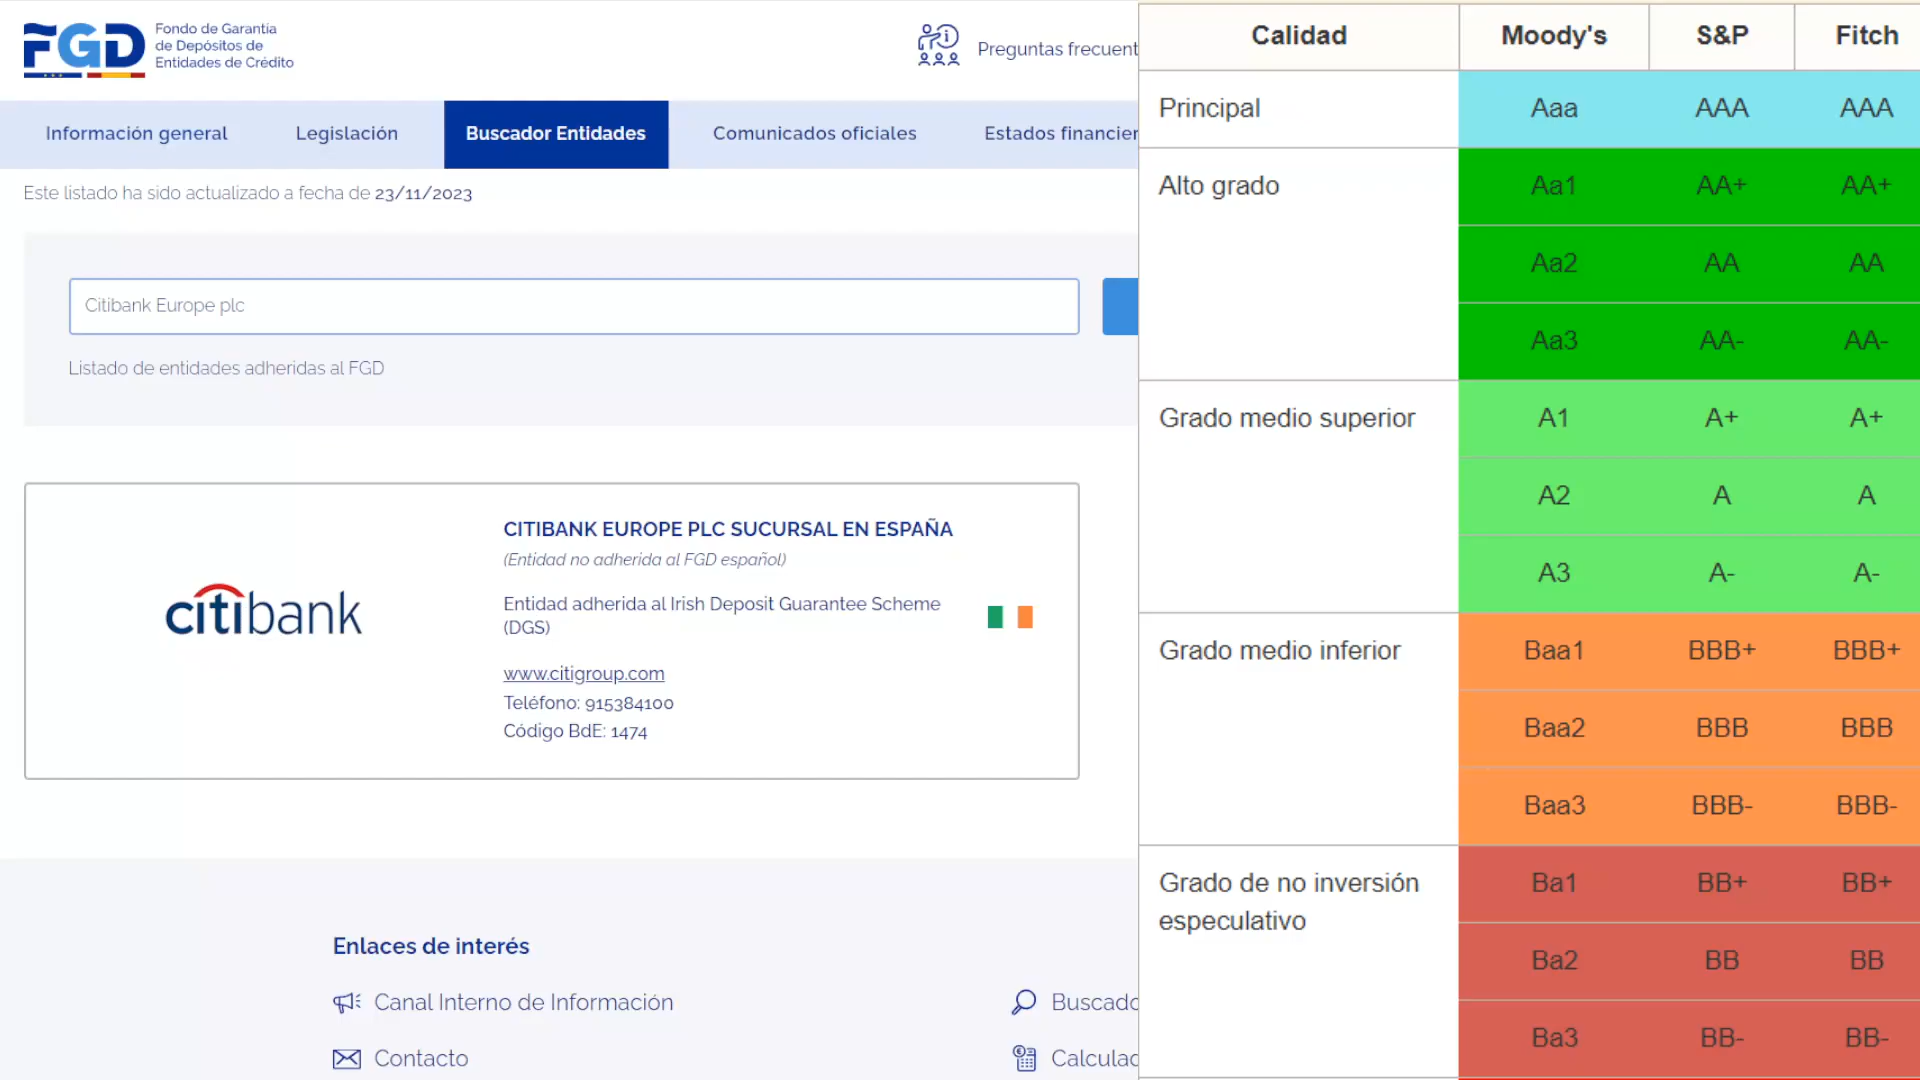 FGD
Fondo de Garantía
de Depósitos de
Entidades de Crédito
Preguntas frecuent
Información general
Legislación
Buscador Entidades
Comunicados oficiales
Estados financier
Este listado ha sido actualizado a fecha de 23/11/2023
Citibank Europe plc
Listado de entidades adheridas al FGD
citibank
CITIBANK EUROPE PLC SUCURSAL EN ESPAÑA
(Entidad no adherida al FGD español)
Entidad adherida al Irish Deposit Guarantee Scheme
(DGS)
www.citigroup.com
Teléfono: 915384100
Código BdE: 1474
Enlaces de interés
Canal Interno de Información
Contacto
Buscado
Calculad
Calidad Moody's S&P Fitch
Principal Aaa AAA AAA
Alto grado Aa1 AA+ AA+
Aa2 AA AA
Aa3 AA- AA-
Grado medio superior A1 A+ A+
A2 A A
A3 A- A-
Grado medio inferior Baa1 BBB+ BBB+
Baa2 BBB BBB
Baa3 BBB- BBB-
Grado de no inversión
especulativo
Ba1 BB+ BB+
Ba2 BB BB
Ba3 BB- BB-